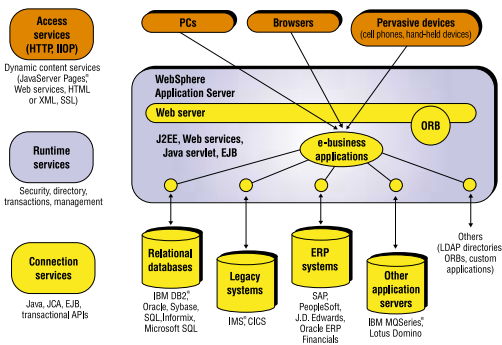 Access
services
(HTTP, IIOP)
Dynamic content services
(JavaServer Pages,®
Web services, HTML
or XML, SSL)
Runtime
services
Security, directory,
transactions, management
Connection
services
Java, JCA, EJB,
transactional APIs
PCs
Browsers
Pervasive devices
(cell phones, hand-held devices)
WebSphere
Application Server
Web server
ORB
J2EE, Web services,
Java servlet, EJB
e-business
applications
Relational
databases
IBM DB2,®
Oracle, Sybase,
SQL,Informix,
Microsoft SQL
Legacy
systems
IMS,® CICS
ERP
systems
SAP,
PeopleSoft,
J.D. Edwards,
Oracle ERP
Financials
Other
application
servers
IBM MQSeries,®
Lotus Domino
Others
(LDAP directories
ORBs, custom
applications)